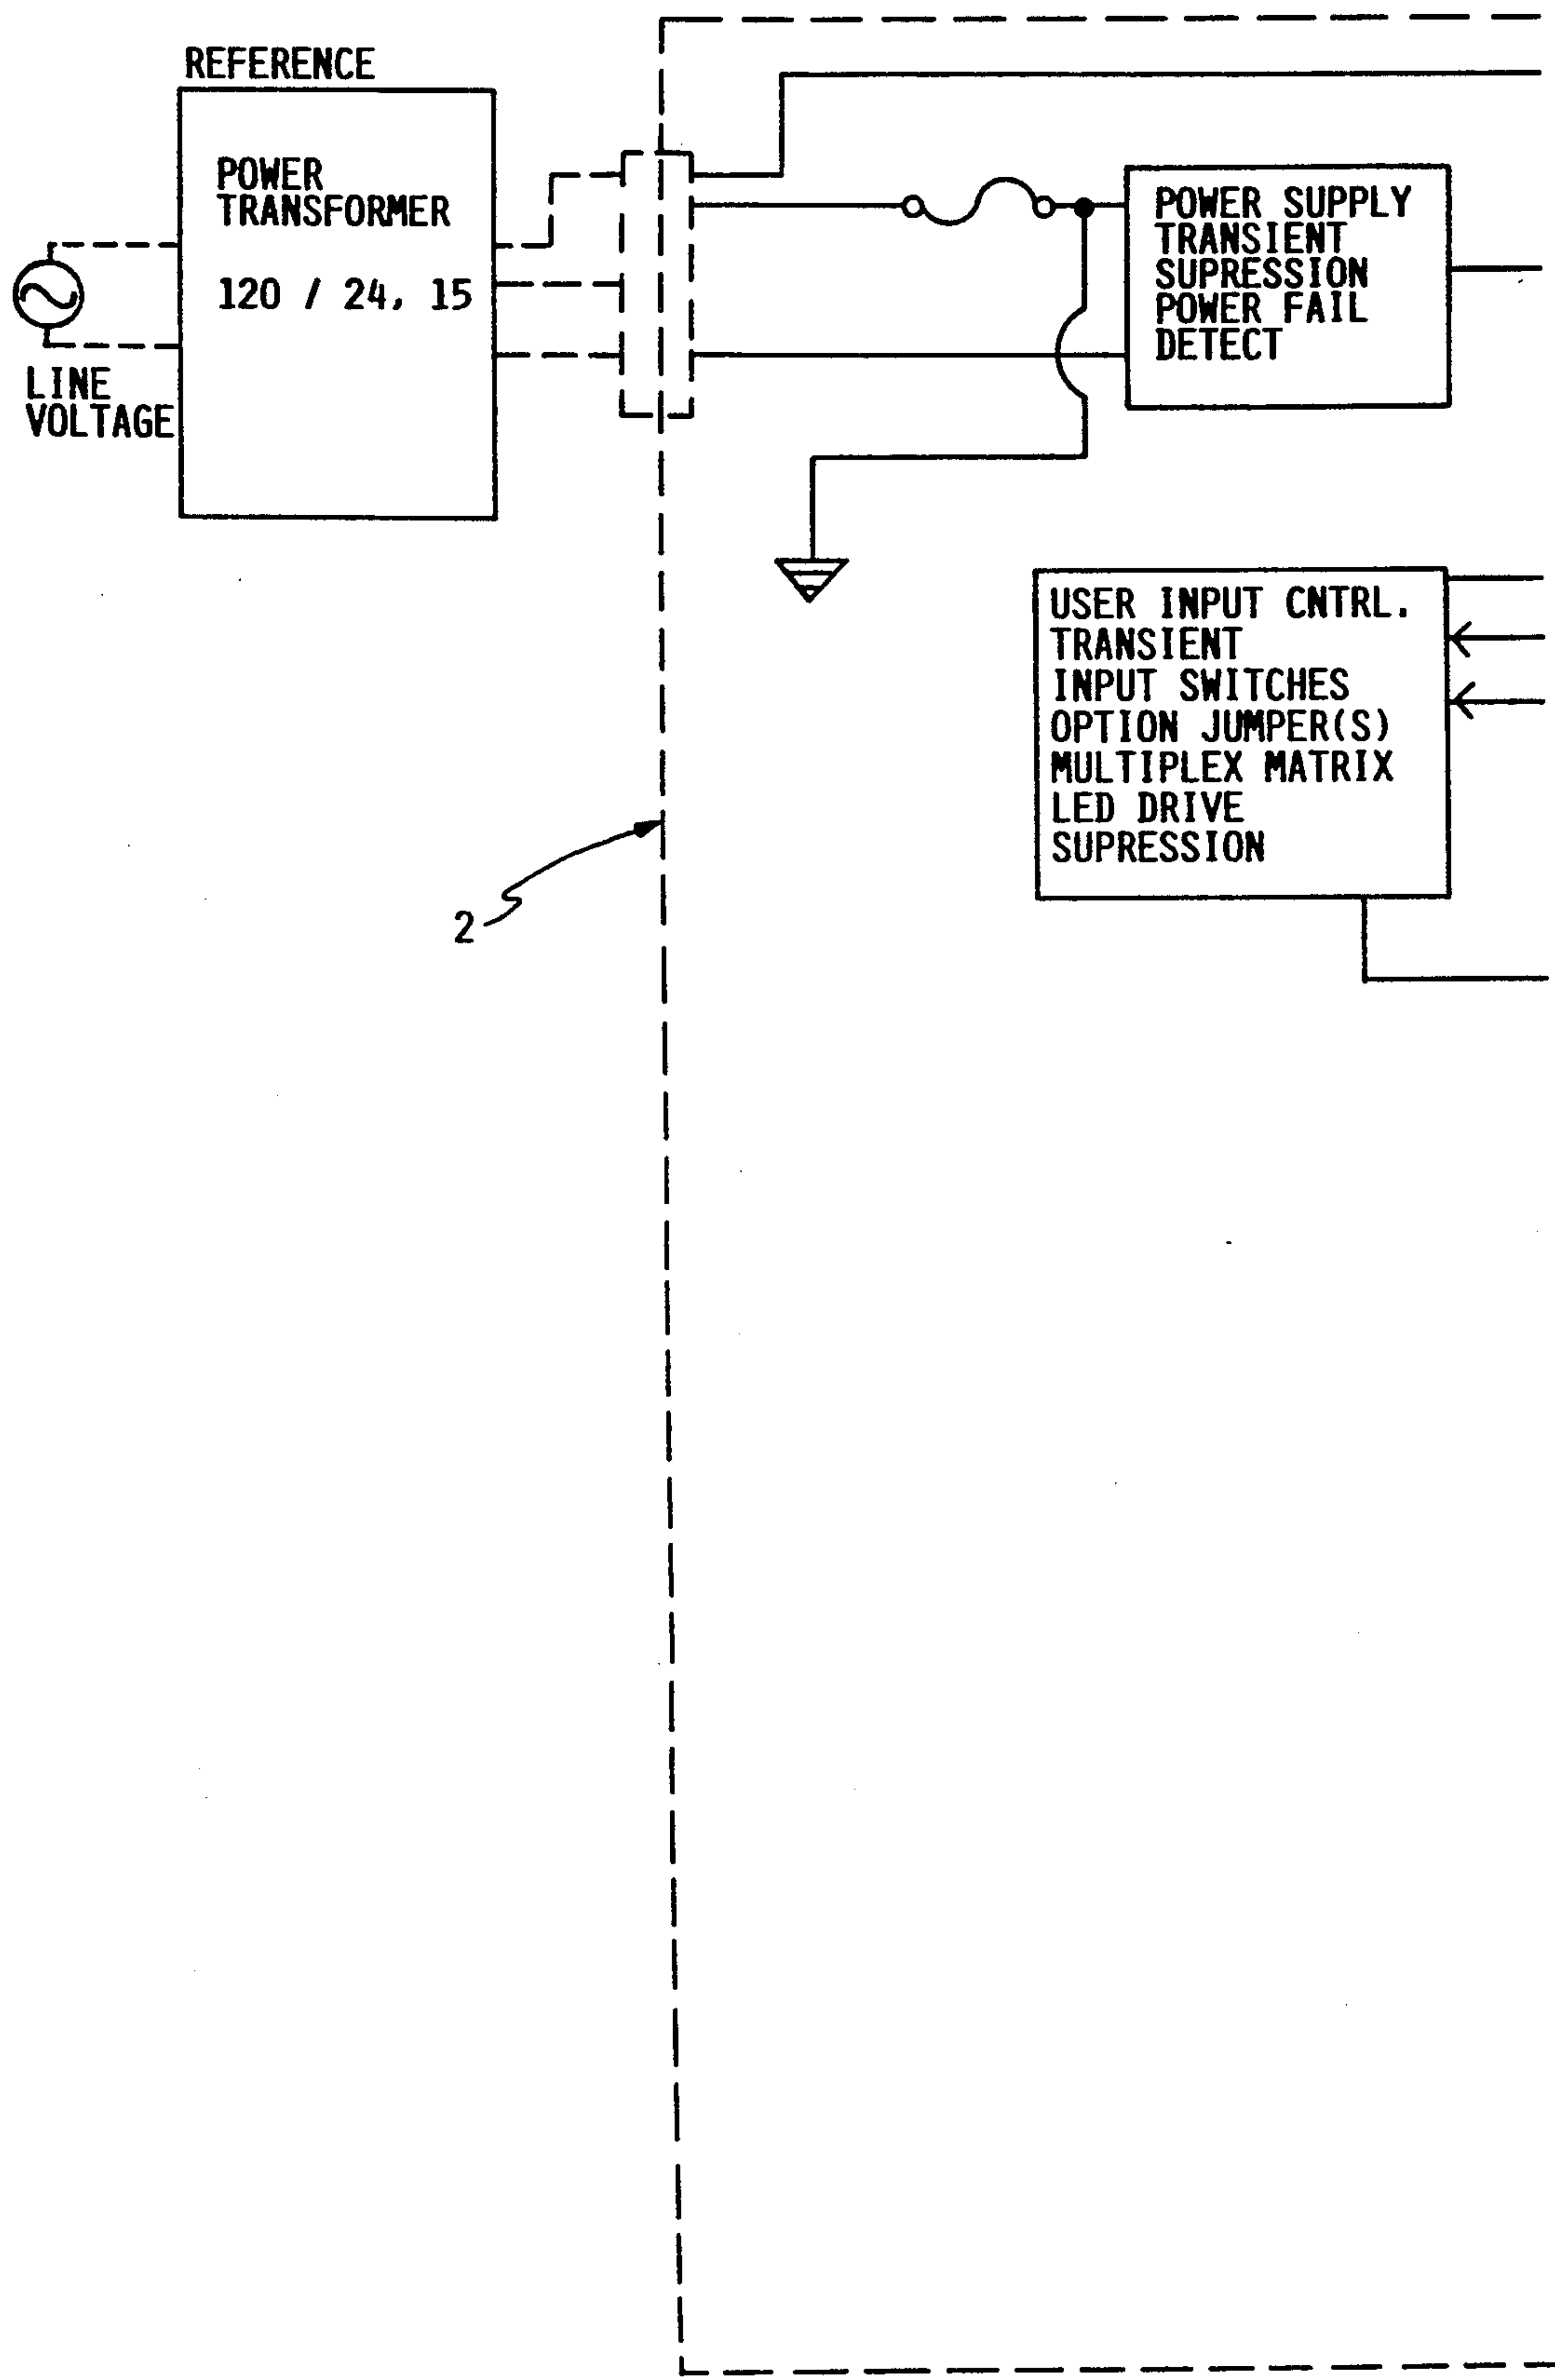 REFERENCE
POWER
TRANSFORMER
120 / 24, 15
LINE
VOLTAGE
POWER SUPPLY
TRANSIENT
SUPRESSION
POWER FAIL
DETECT
USER INPUT CNTRL.
TRANSIENT
INPUT SWITCHES
OPTION JUMPER(S)
MULTIPLEX MATRIX
LED DRIVE
SUPRESSION
2